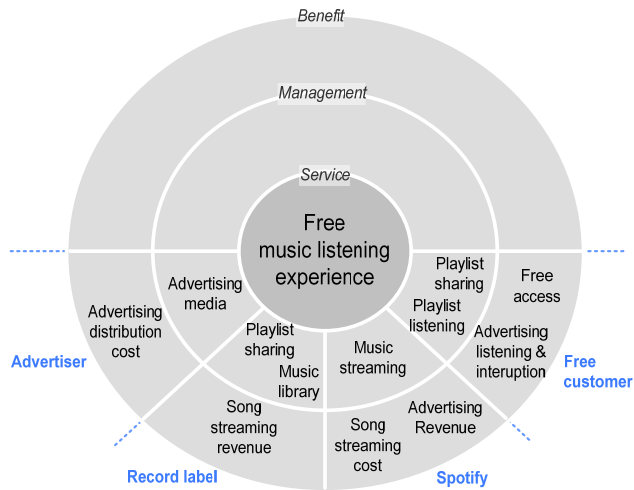 Benefit
Management
Service
Free
music listening
experience
Playlist
sharing
Playlist
listening
Free
access
Advertising
media
Advertising
distribution
cost
Playlist
sharing
Music
library
Music
streaming
Advertising
listening &
interuption
Advertiser
Free
customer
Song
streaming
revenue
Advertising
Revenue
Song
streaming
cost
Record label
Spotify